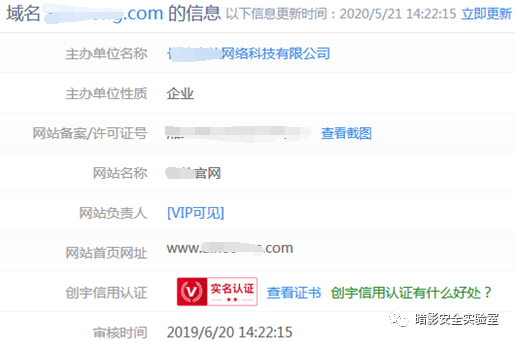 域名 ng.com 的信息 以下信息更新时间：2020/5/21 14:22:15 立即更新
主办单位名称 网络科技有限公司
主办单位性质 企业
网站备案/许可证号 查看截图
网站名称 官网
网站负责人 [VIP可见]
网站首页网址 www. .com
创宇信用认证 实名认证 查看证书 创宇信用认证有什么好处？
审核时间 2019/6/20 14:22:15
暗影安全实验室